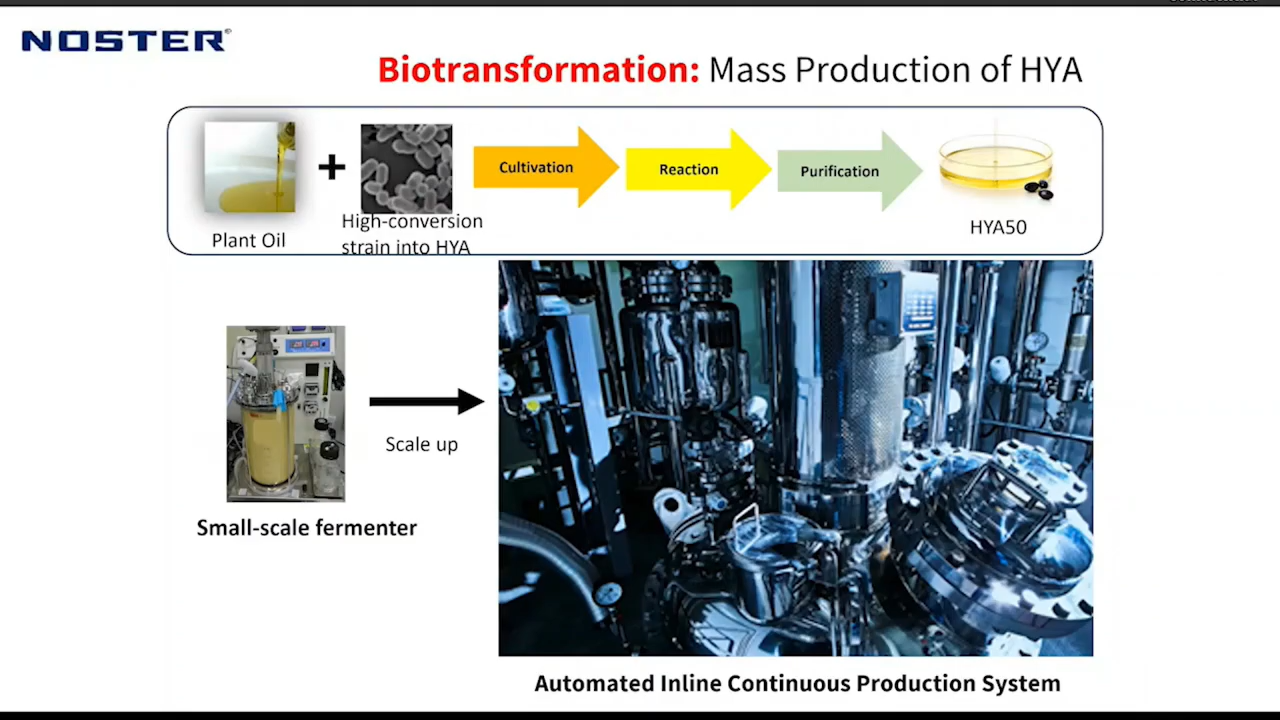 NOSTER®
Biotransformation: Mass Production of HYA
Cultivation
Reaction
Purification
Plant Oil
High-conversion
strain into HYA
HYA50
Scale up
Small-scale fermenter
Automated Inline Continuous Production System